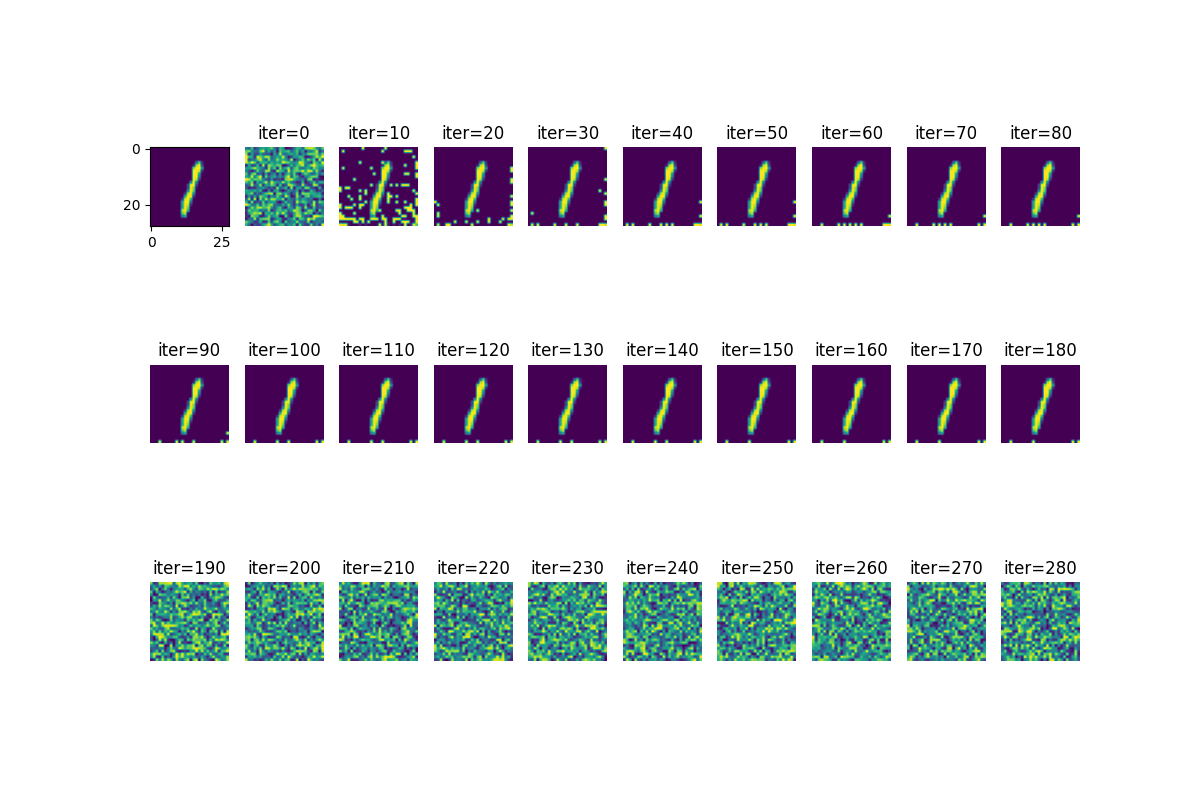 iter=0 iter=10 iter=20 iter=30 iter=40 iter=50 iter=60 iter=70 iter=80
0
20
0 25
iter=90 iter=100 iter=110 iter=120 iter=130 iter=140 iter=150 iter=160 iter=170 iter=180
iter=190 iter=200 iter=210 iter=220 iter=230 iter=240 iter=250 iter=260 iter=270 iter=280